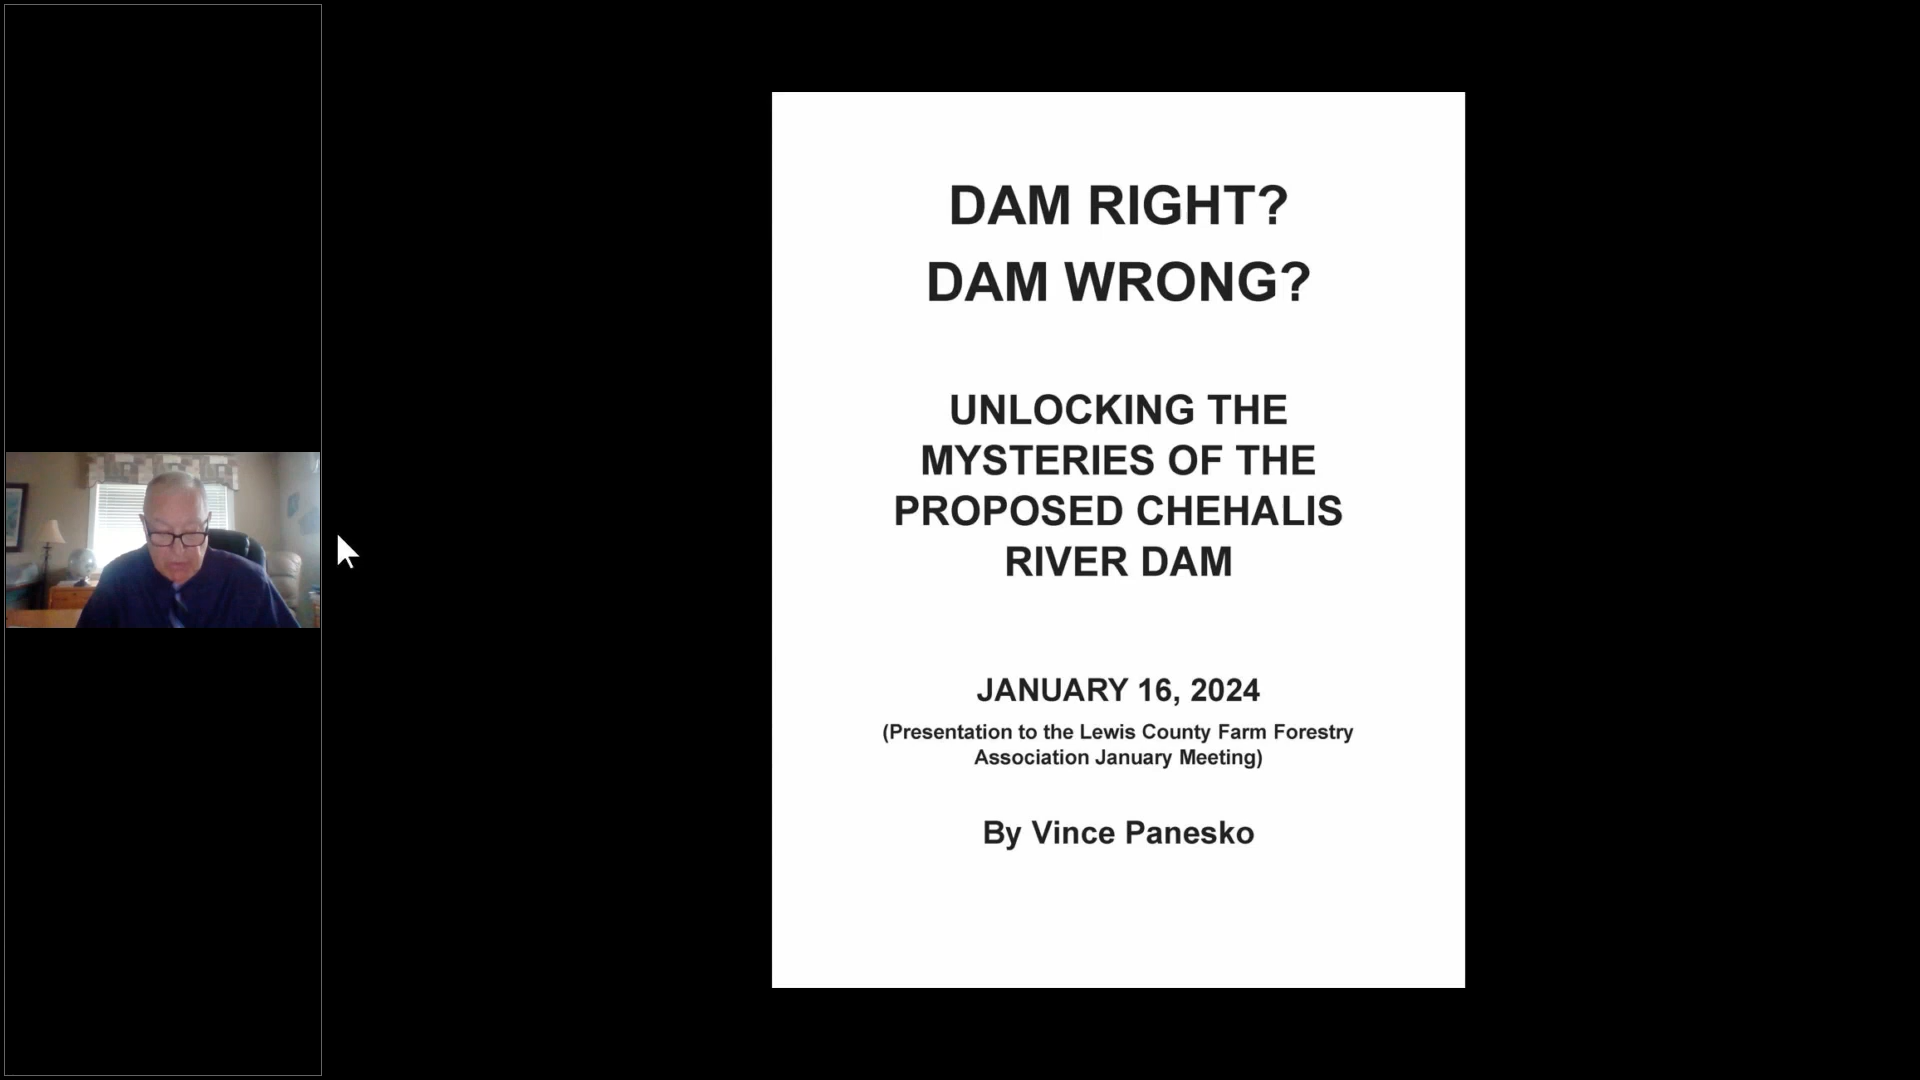 DAM RIGHT?
DAM WRONG?
UNLOCKING THE
MYSTERIES OF THE
PROPOSED CHEHALIS
RIVER DAM
JANUARY 16, 2024
(Presentation to the Lewis County Farm Forestry
Association January Meeting)
By Vince Panesko